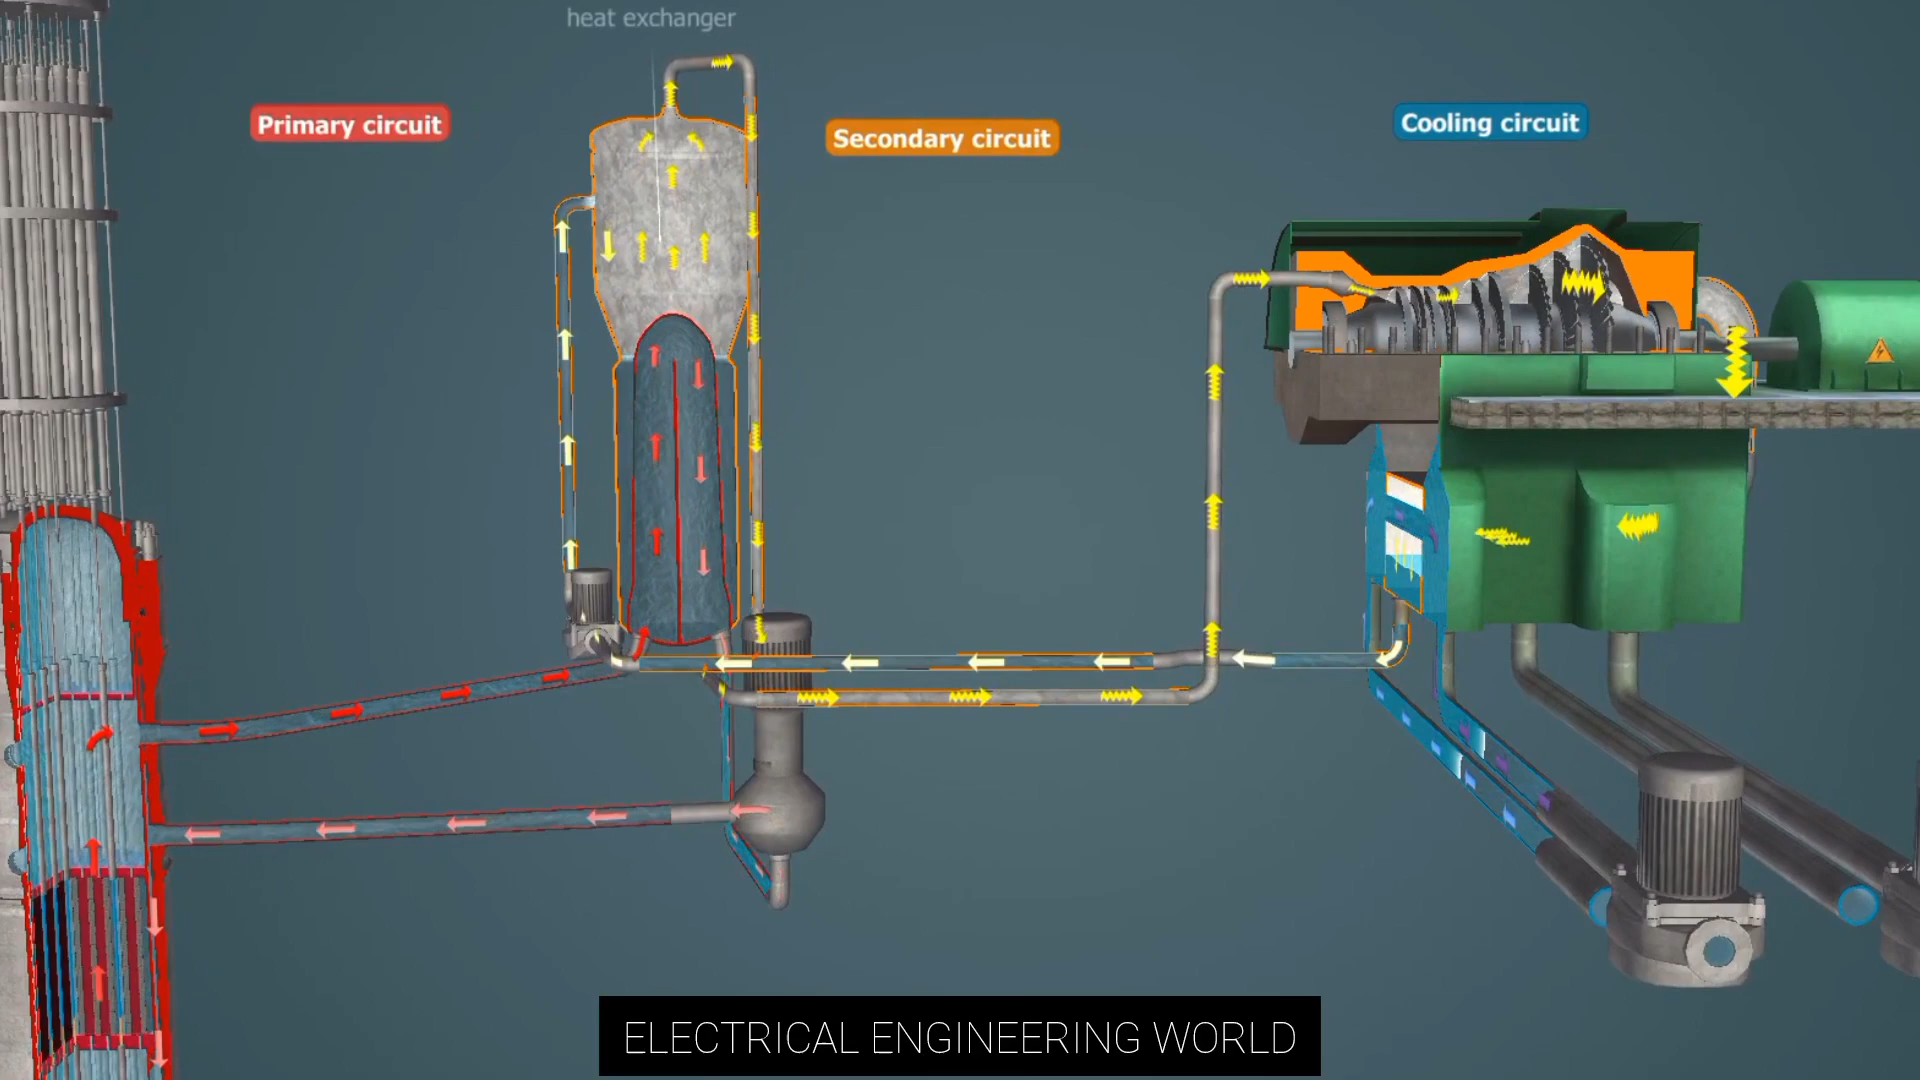 heat exchanger
Primary circuit
Secondary circuit
Cooling circuit
ELECTRICAL ENGINEERING WORLD